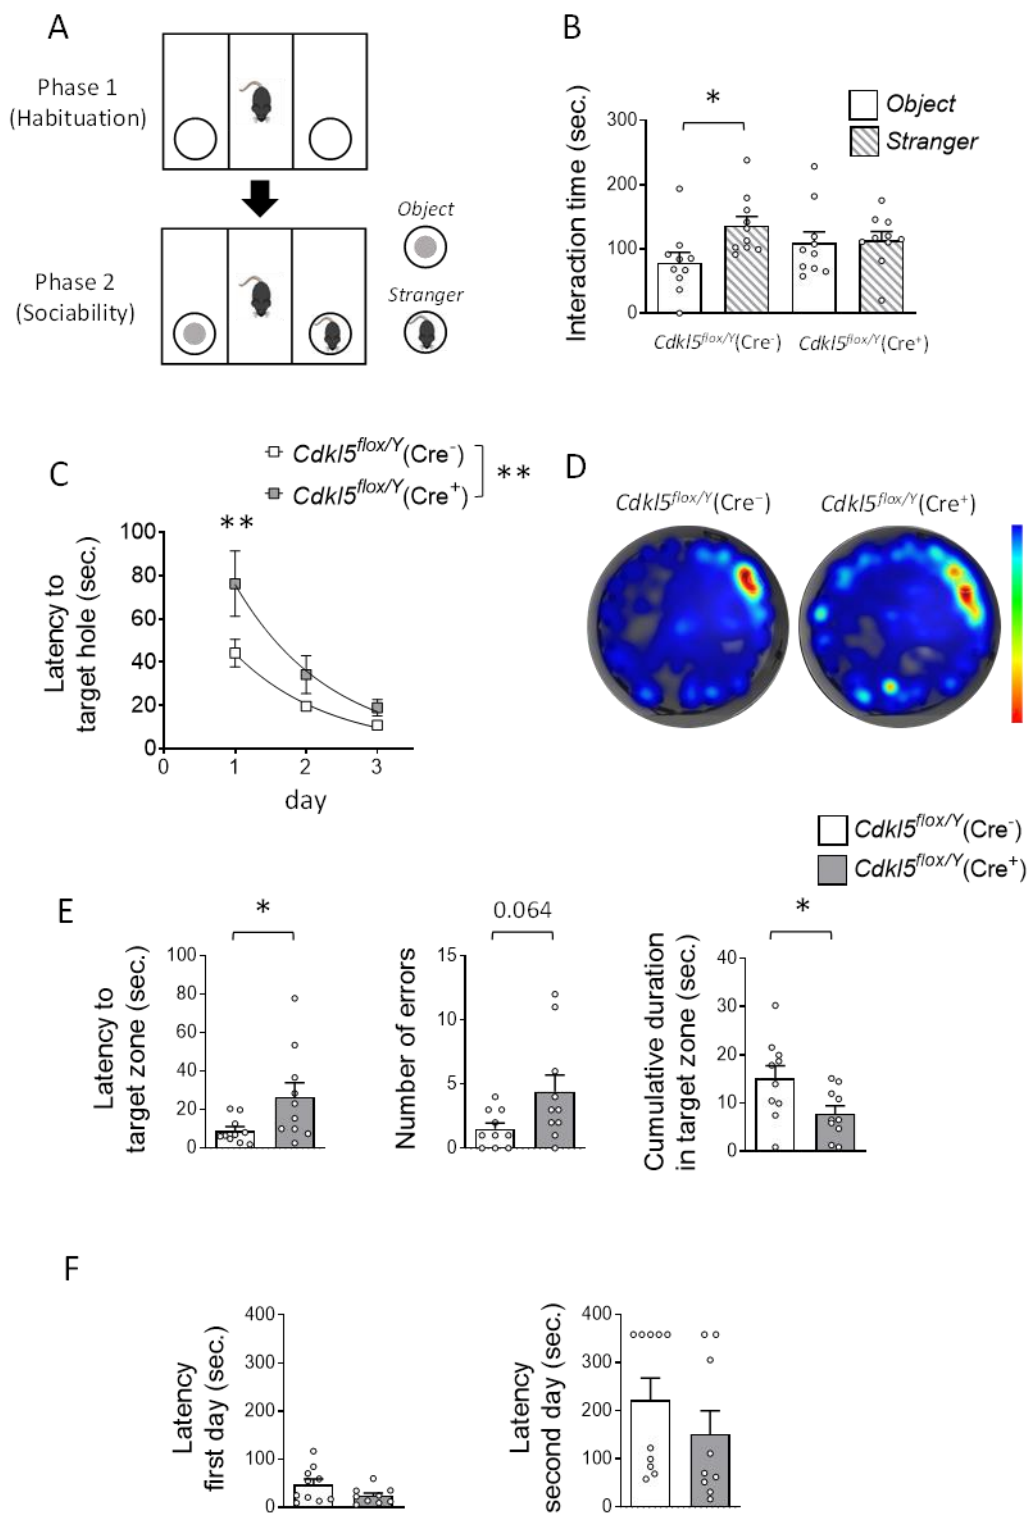 A
Phase 1
(Habituation)
Phase 2
(Sociability)
Object
Stranger
B
Interaction time (sec.)
300
200
100
0
*
Object
Stranger
Cdkl5flox/Y(Cre-)
Cdkl5flox/Y(Cre+)
C
Cdkl5flox/Y(Cre-)
Cdkl5flox/Y(Cre+)
**
**
Latency to
target hole (sec.)
100
80
60
40
20
0
0
1
2
3
day
D
Cdkl5flox/Y(Cre-)
Cdkl5flox/Y(Cre+)
Cdkl5flox/Y(Cre-)
Cdkl5flox/Y(Cre+)
E
Latency to
target zone (sec.)
100
80
60
40
20
0
*
Number of errors
15
10
5
0
0.064
Cumulative duration
in target zone (sec.)
40
30
20
10
0
*
F
Latency
first day (sec.)
400
300
200
100
0
Latency
second day (sec.)
400
300
200
100
0